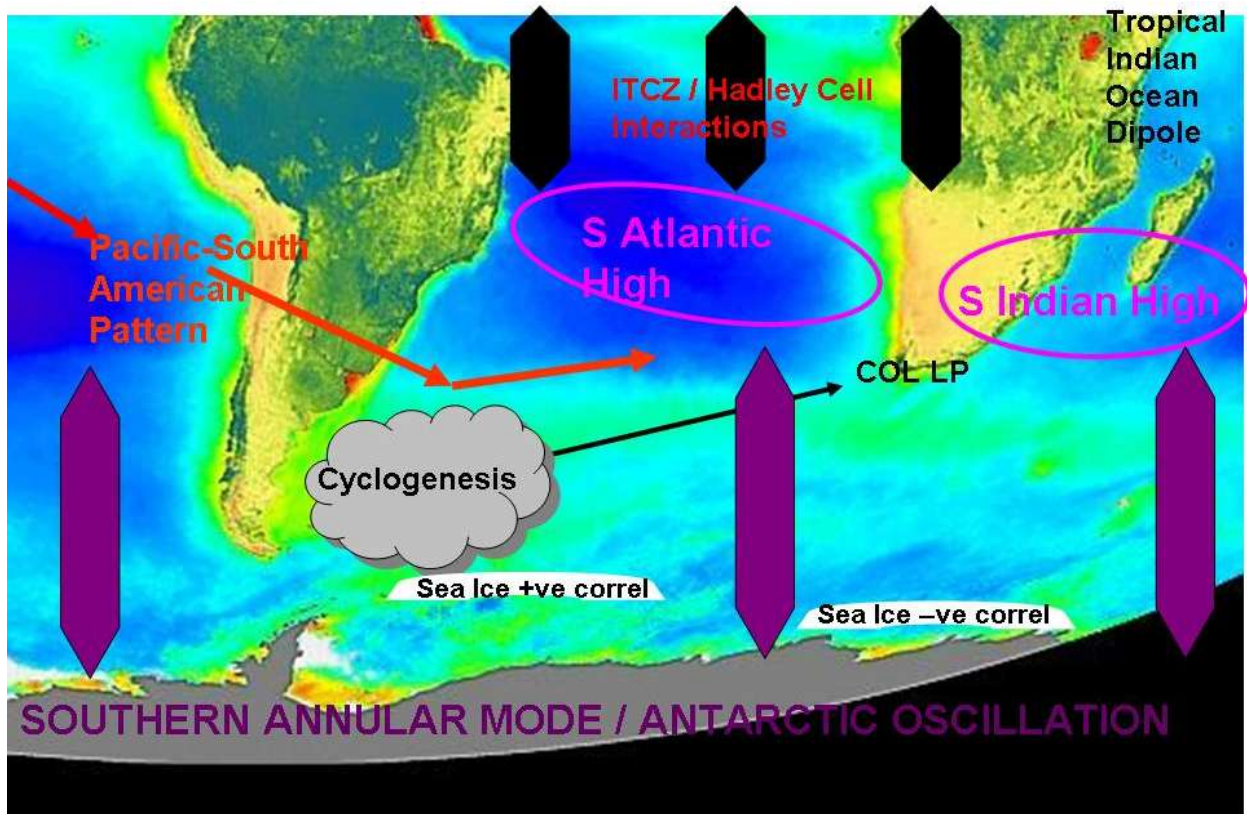 Tropical
Indian
Ocean
Dipole
ITCZ / Hadley Cell
Interactions
Pacific-South
American
Pattern
S Atlantic
High
S Indian High
COL LP
Cyclogenesis
Sea Ice +ve correl
Sea Ice –ve correl
SOUTHERN ANNULAR MODE / ANTARCTIC OSCILLATION